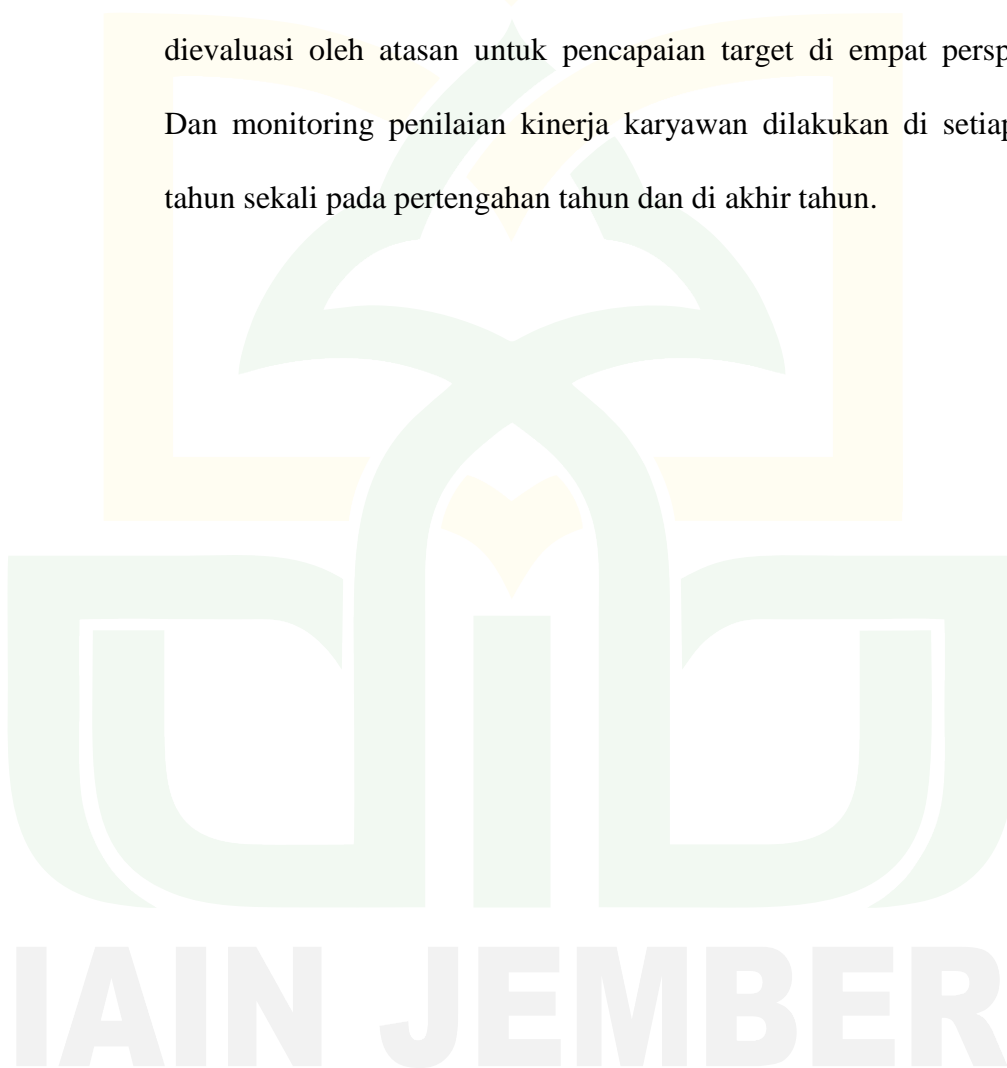 dievaluasi oleh atasan untuk pencapaian target di empat
Dan monitoring penilaian kinerja karyawan dilakukan di setiap
tahun sekali pada pertengahan tahun dan di akhir tahun.
IAIN JEMBER